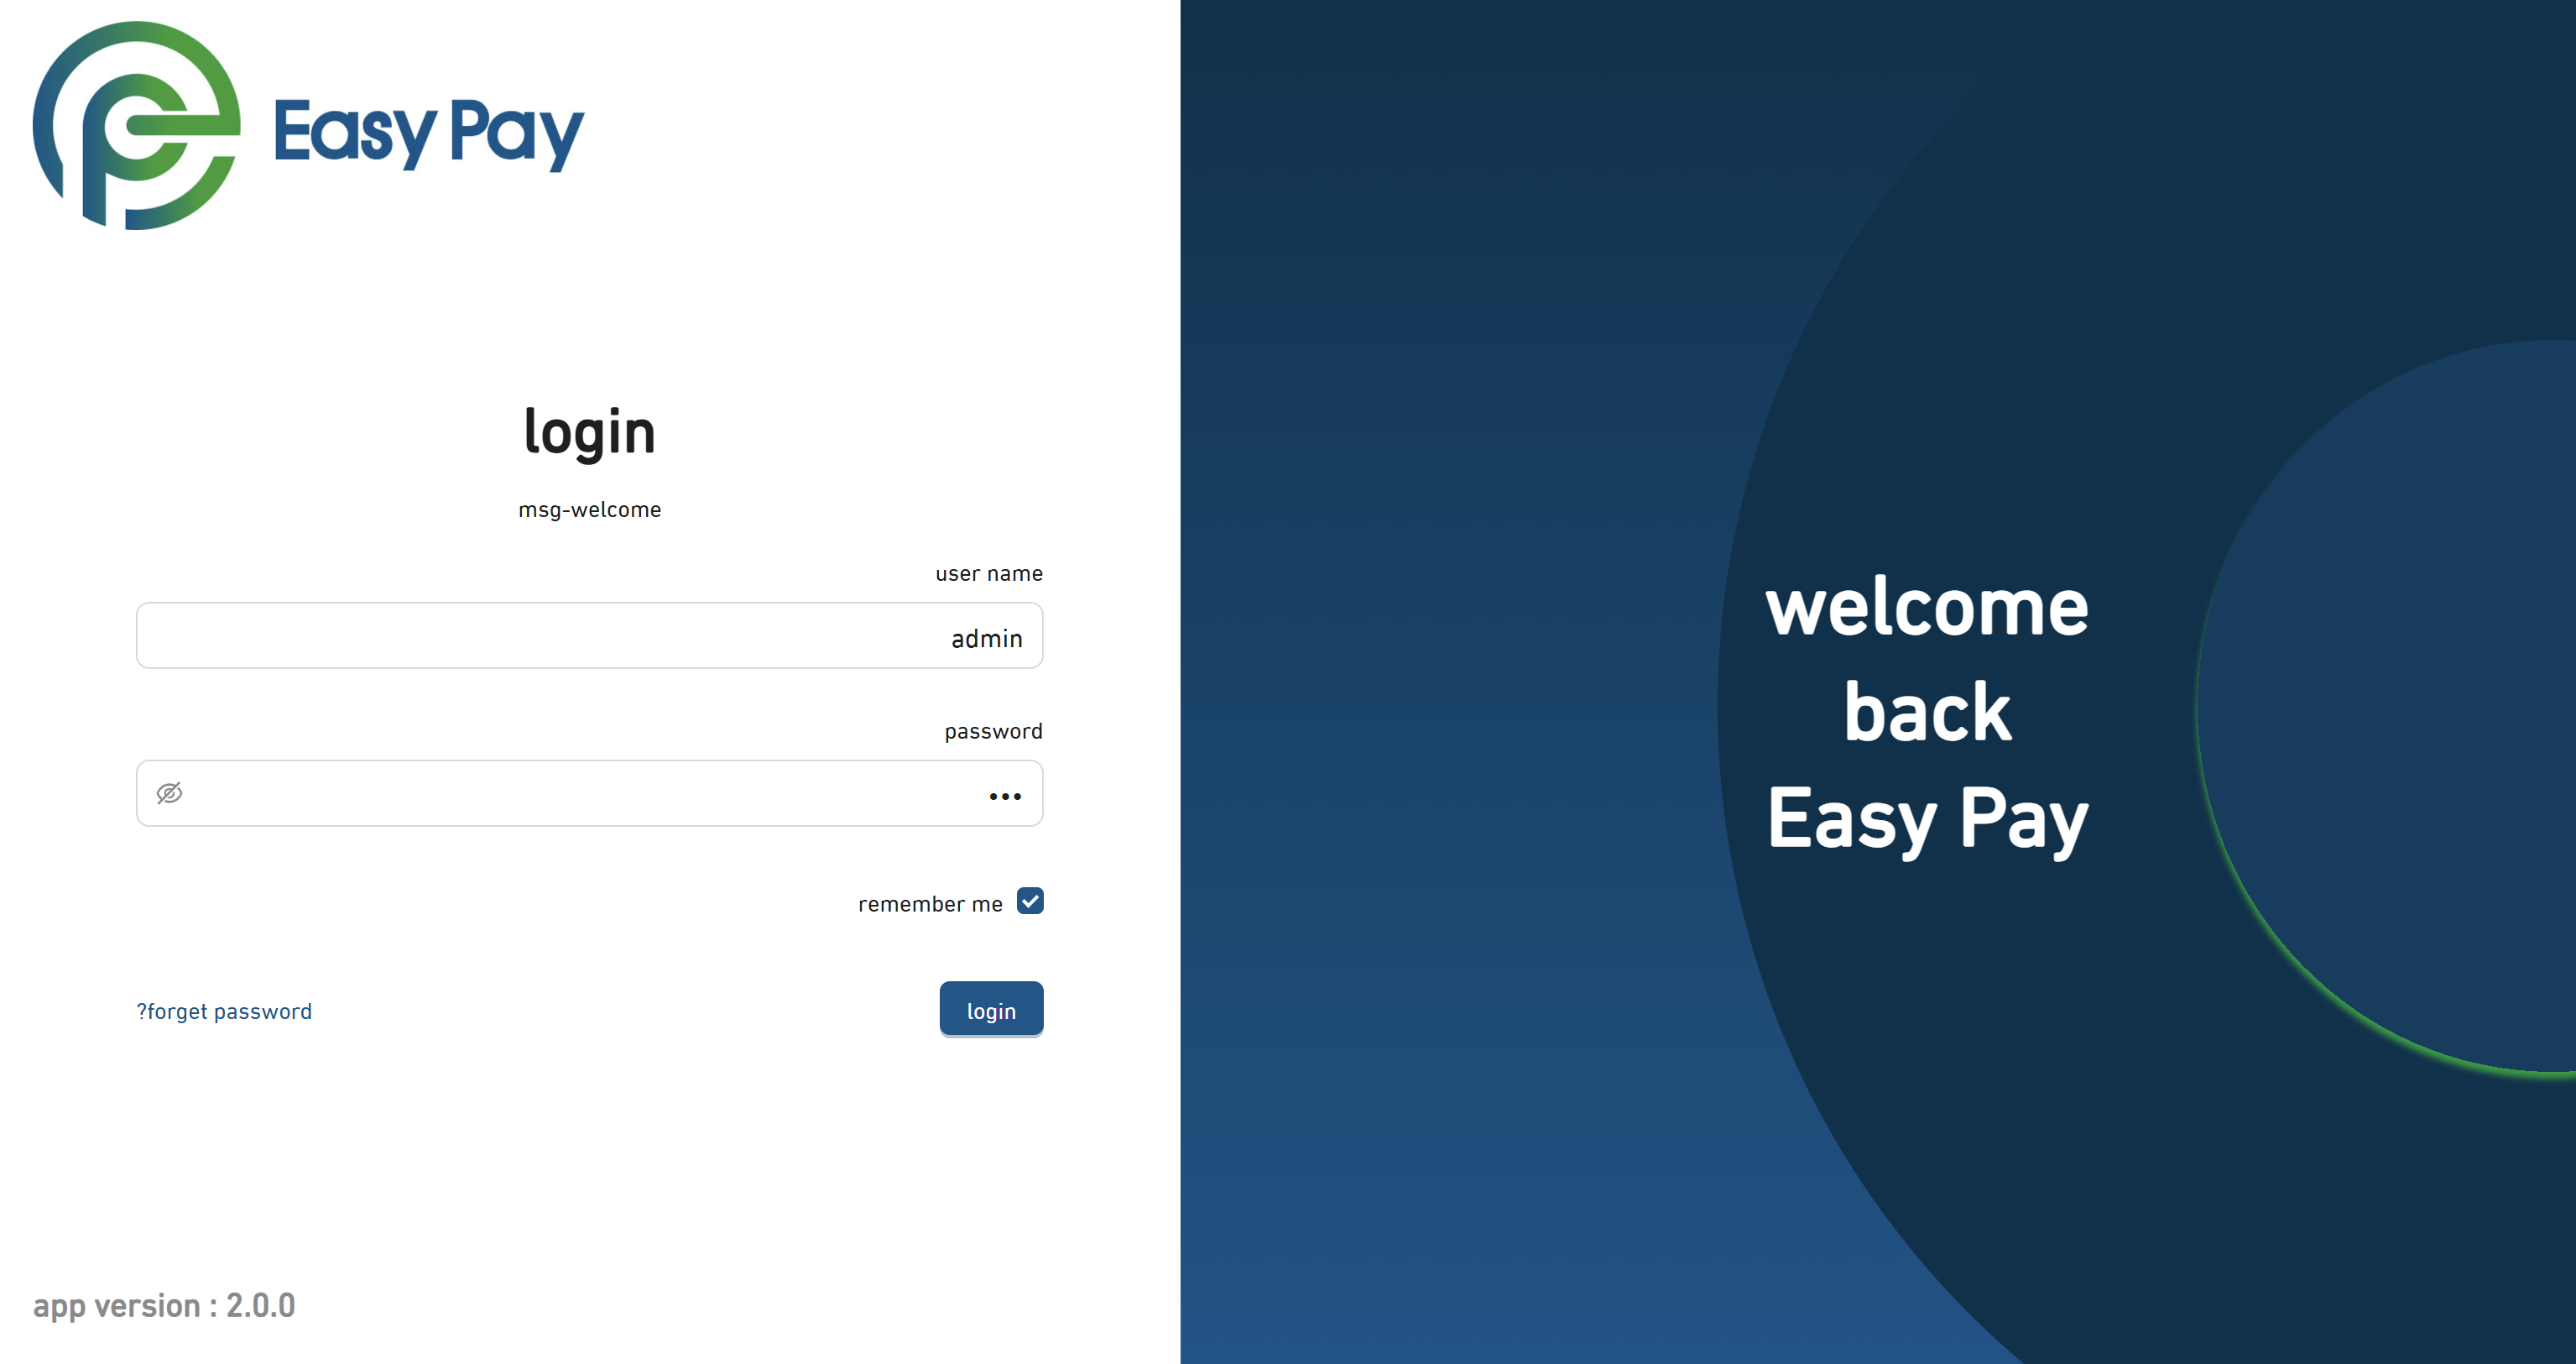 Easy Pay
login
msg-welcome
user name
admin
password
•••
remember me
?forget password
login
app version : 2.0.0
welcome
back
Easy Pay